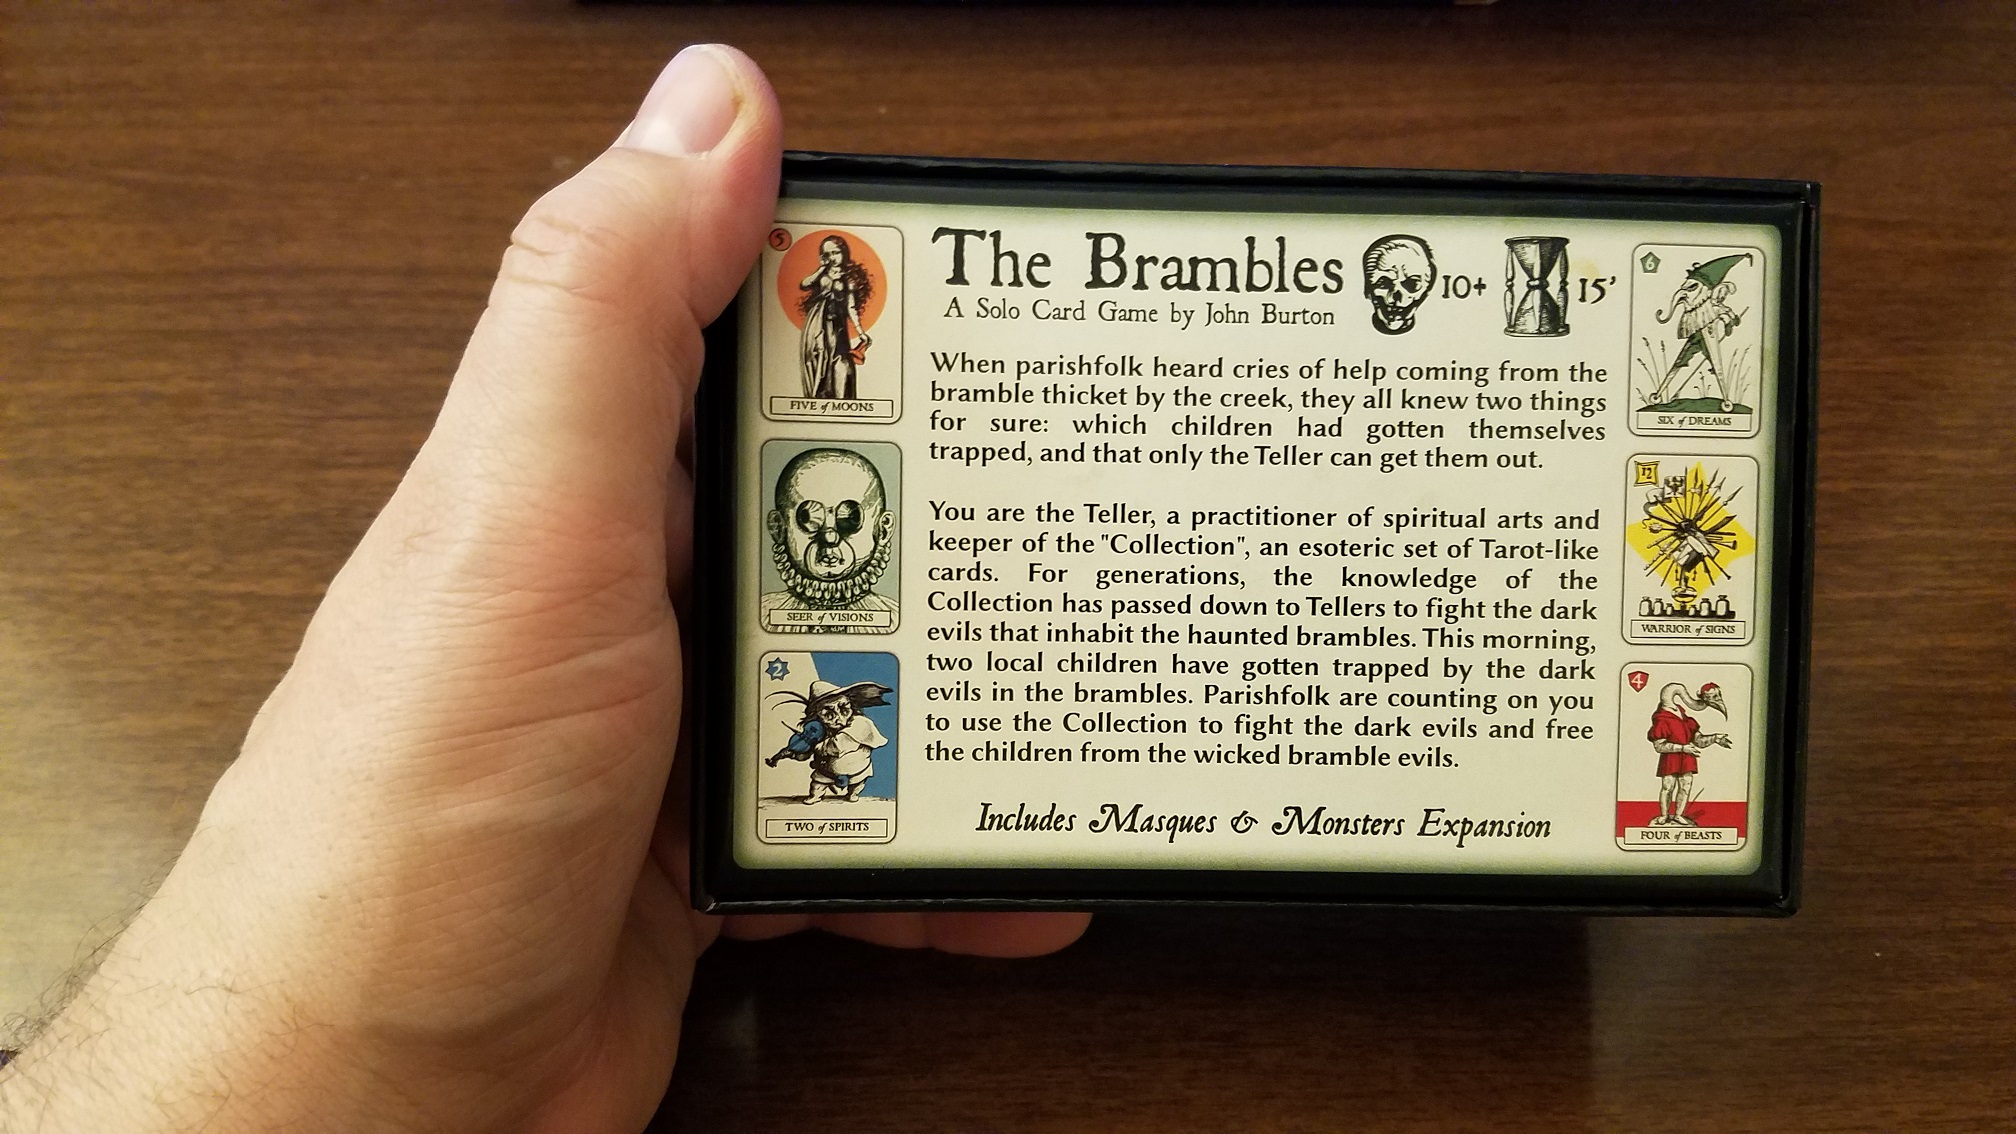 The Brambles
A Solo Card Game by John Burton
10+
15'
When parishfolk heard cries of help coming from the
bramble thicket by the creek, they all knew two things
for sure: which children had gotten themselves
trapped, and that only the Teller can get them out.
You are the Teller, a practitioner of spiritual arts and
keeper of the "Collection", an esoteric set of Tarot-like
cards. For generations, the knowledge of the
Collection has passed down to Tellers to fight the dark
evils that inhabit the haunted brambles. This morning,
two local children have gotten trapped by the dark
evils in the brambles. Parishfolk are counting on you
to use the Collection to fight the dark evils and free
the children from the wicked bramble evils.
Includes Masques & Monsters Expansion
5
FIVE of MOONS
SEER of VISIONS
2
TWO of SPIRITS
6
SIX of DREAMS
12
WARRIOR of SIGNS
4
FOUR of BEASTS